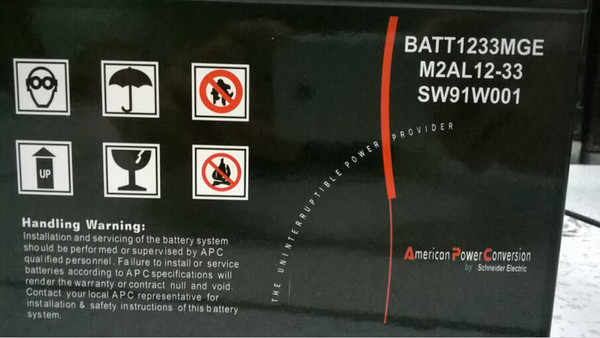 BATT1233MGE
M2AL12-33
SW91W001
UP
THE UNINTERRUPTIBLE POWER PROVIDER
Handling Warning:
Installation and servicing of the battery system
should be performed or supervised by APC
qualified personnel. Failure to install or service
batteries according to APC specifications will
render the warranty or contract null and void.
Contact your local APC representative for
installation & safety instructions of this battery
system.
American Power Conversion
by Schneider Electric